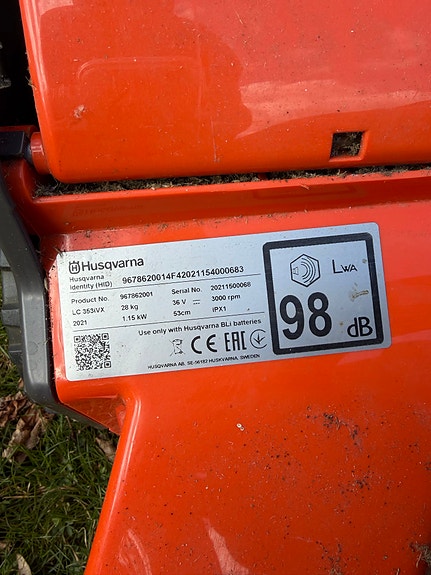 Husqvarna
Husqvarna
Identity (HID) 9678620014F42021154000683
Product No. 967862001 Serial No. 20211500068
LC 353iVX 28 kg 36 V 3000 rpm
2021 1.15 kW 53cm IPX1
Use only with Husqvarna BLi batteries
CE EAC
HUSQVARNA AB, SE-56182 HUSKVARNA, SWEDEN
LWA
98 dB